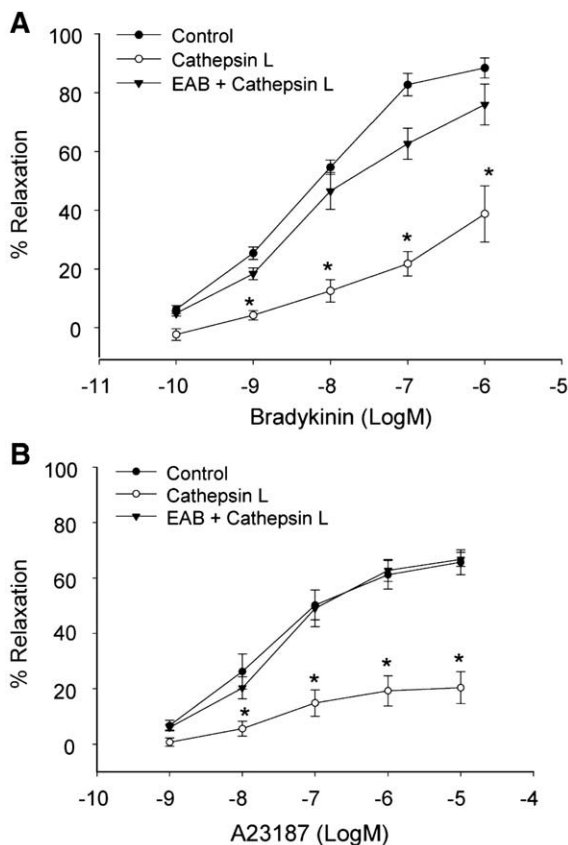 A
100
80
60
40
20
0
% Relaxation
Control
Cathepsin L
EAB + Cathepsin L
*
*
*
*
-11 -10 -9 -8 -7 -6 -5
Bradykinin (LogM)
B
100
80
60
40
20
0
% Relaxation
Control
Cathepsin L
EAB + Cathepsin L
*
*
*
*
-10 -9 -8 -7 -6 -5 -4
A23187 (LogM)